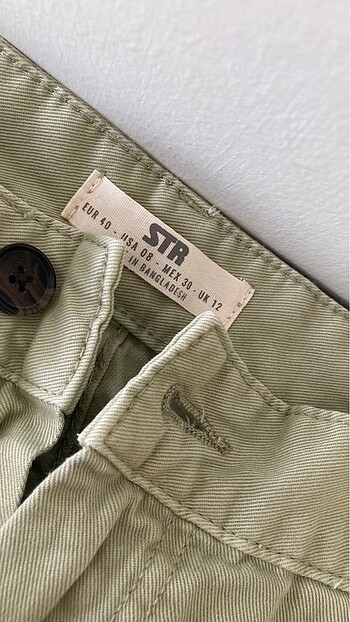 STR
EUR 40 - USA 08 - MEX 30 - UK 12
IN BANGLADESH